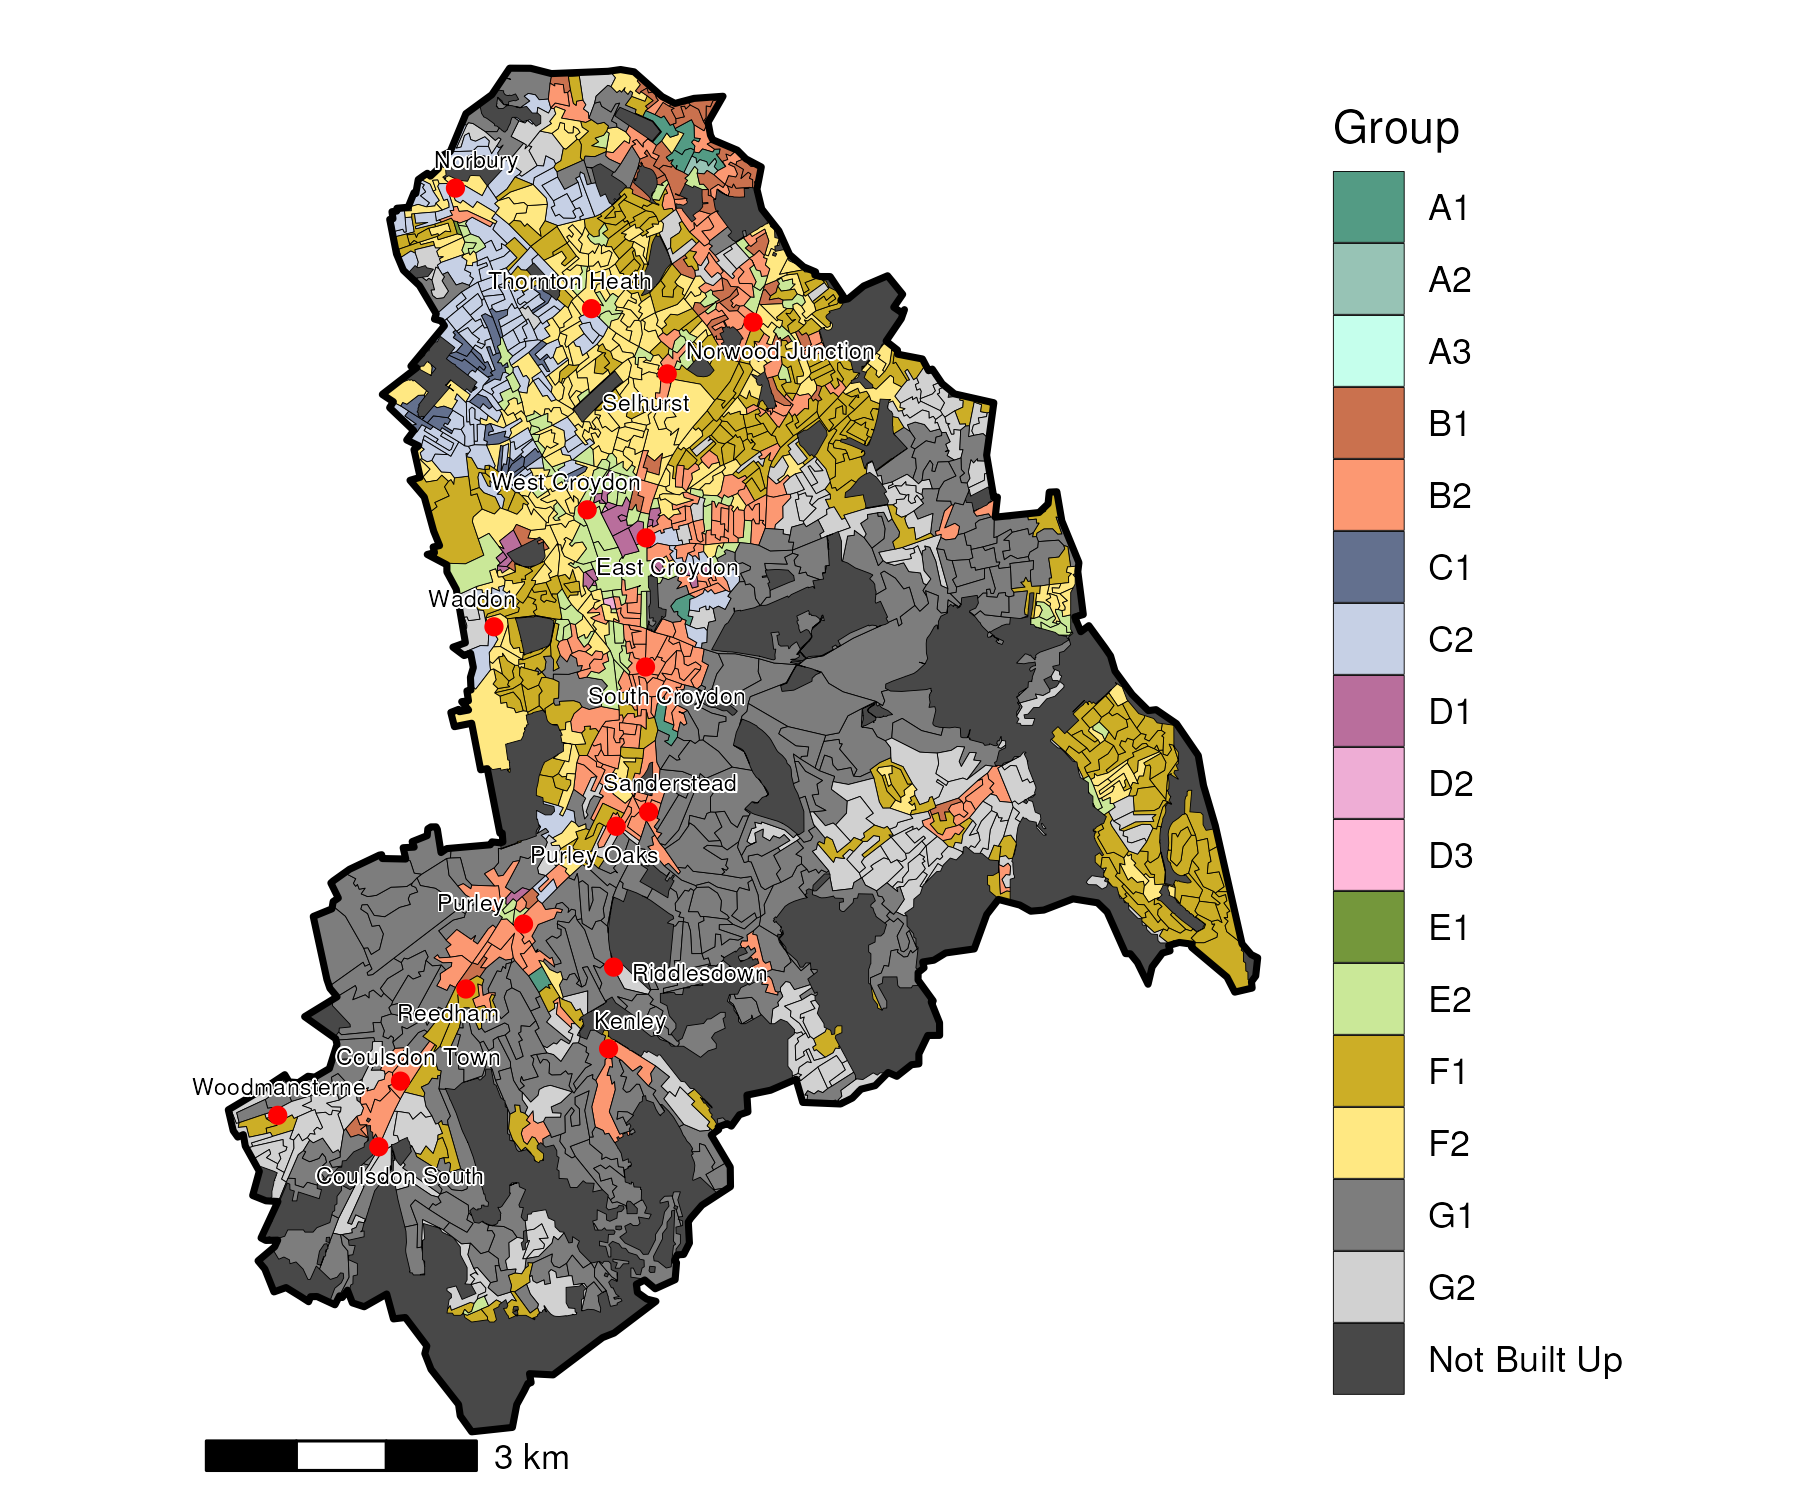 Norbury
Thornton Heath
Norwood Junction
Selhurst
West Croydon
East Croydon
Waddon
South Croydon
Sanderstead
Purley Oaks
Purley
Riddlesdown
Reedham
Kenley
Coulsdon Town
Woodmansterne
Coulsdon South
3 km
Group
A1
A2
A3
B1
B2
C1
C2
D1
D2
D3
E1
E2
F1
F2
G1
G2
Not Built Up